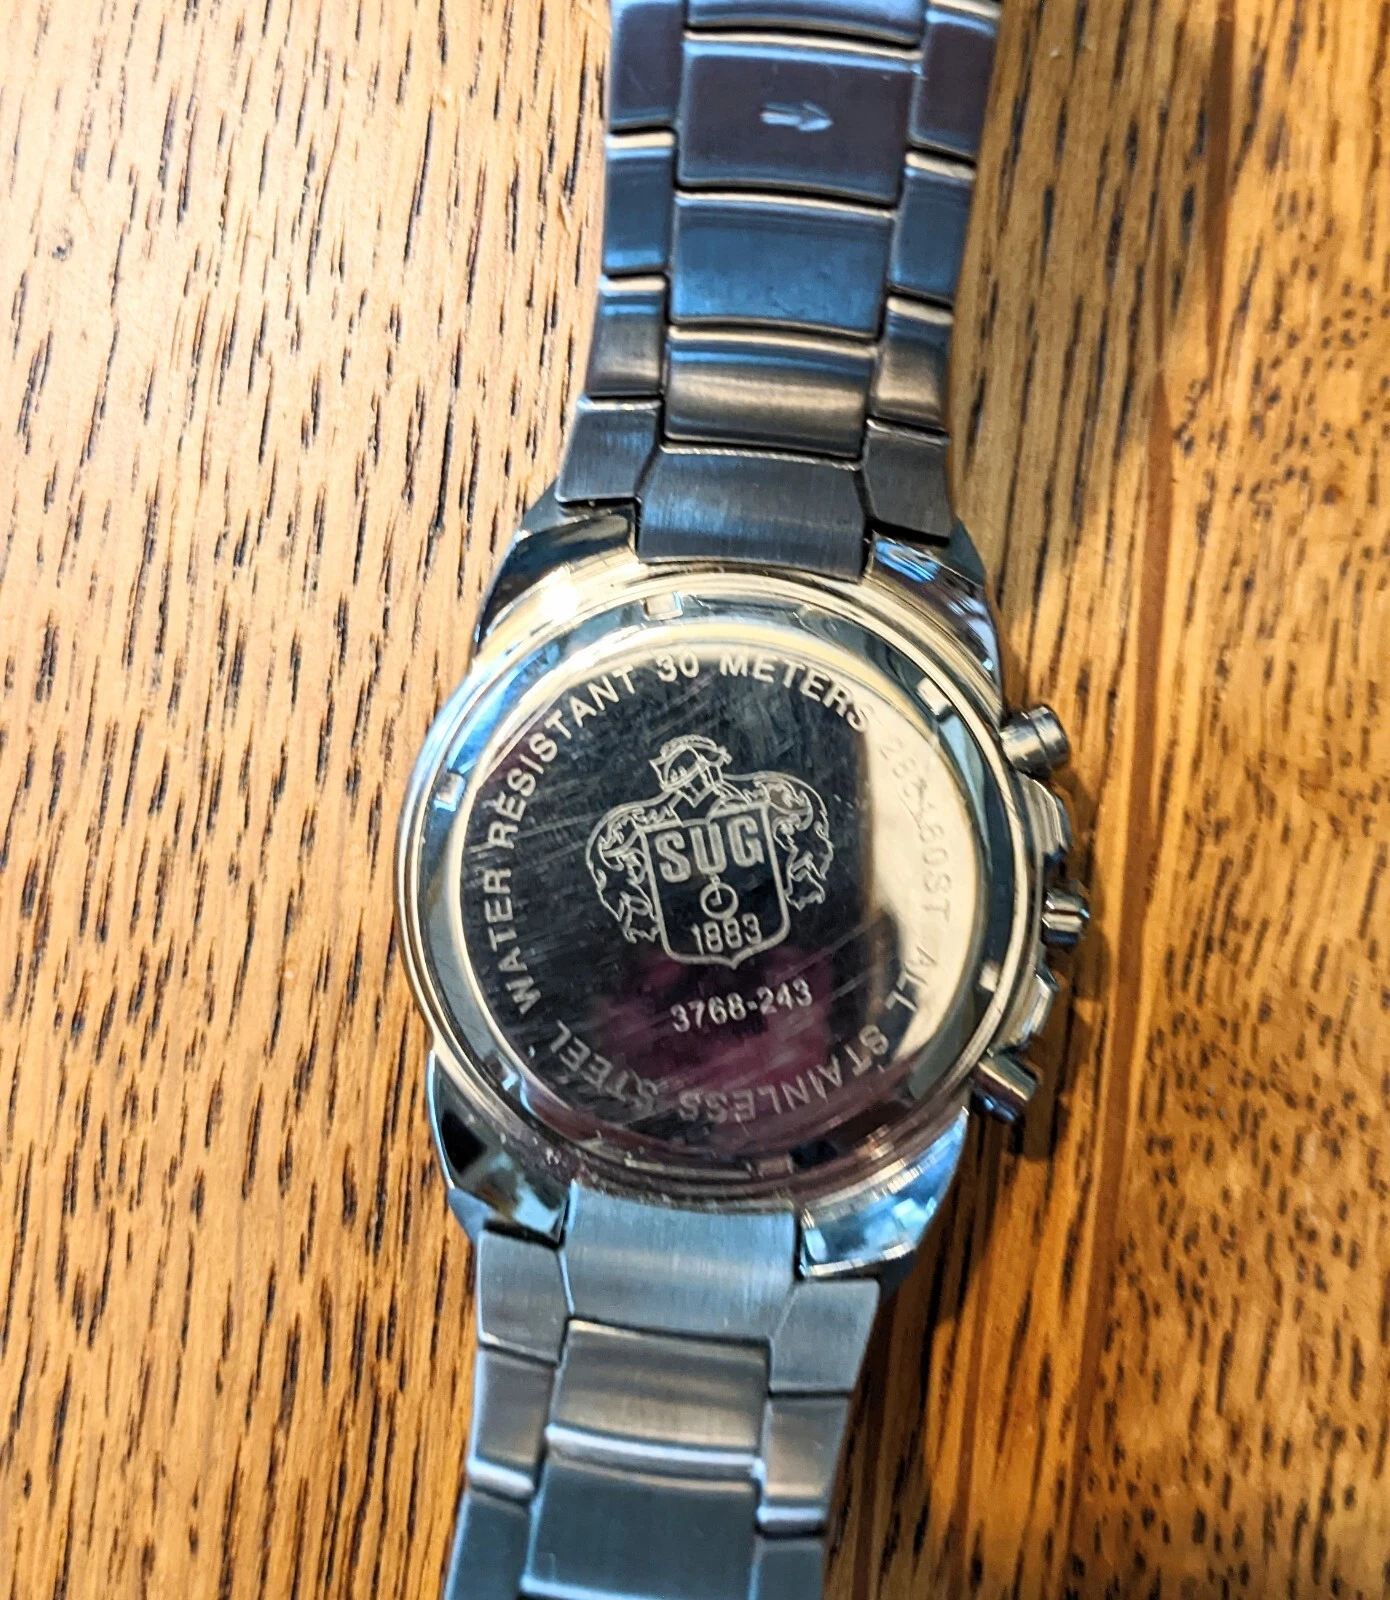 WATER RESISTANT 30 METERS
ALL STAINLESS STEEL
SUG
1883
3768-243